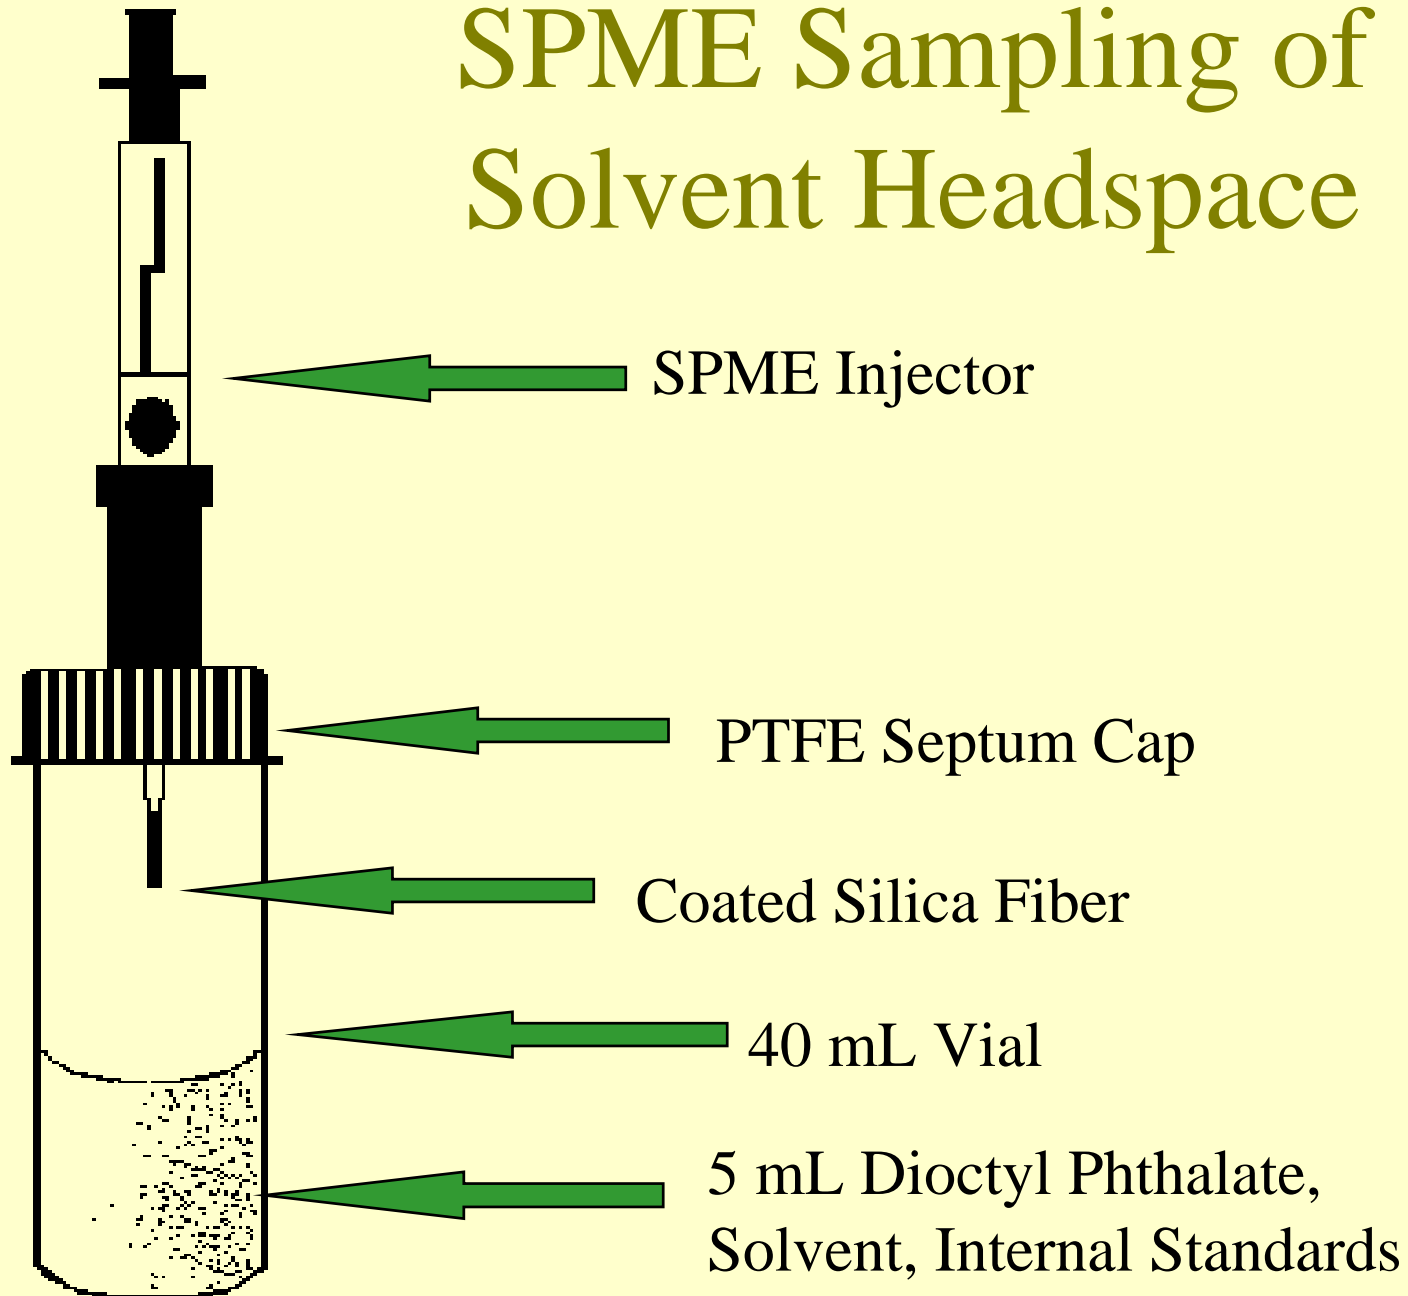 SPME Sampling of
Solvent Headspace
SPME Injector
PTFE Septum Cap
Coated Silica Fiber
40 mL Vial
5 mL Dioctyl Phthalate,
Solvent, Internal Standards